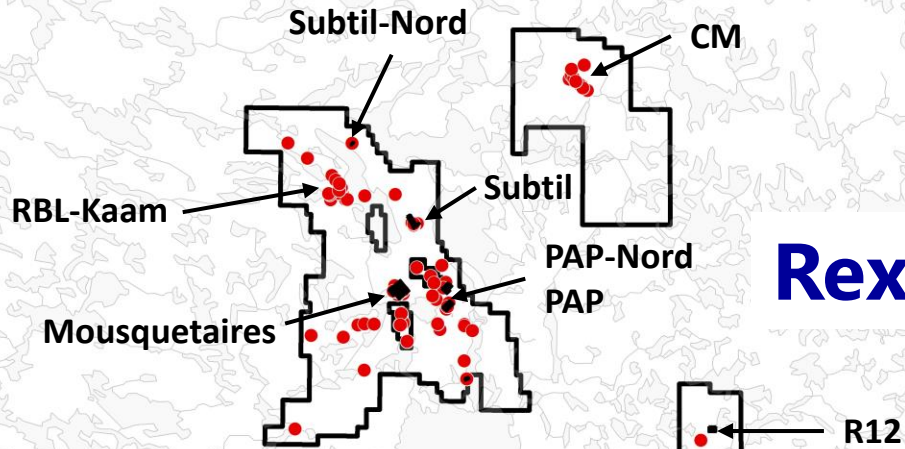 Subtil-Nord
CM
RBL-Kaam
Subtil
PAP-Nord
PAP
Rex
Mousquetaires
R12